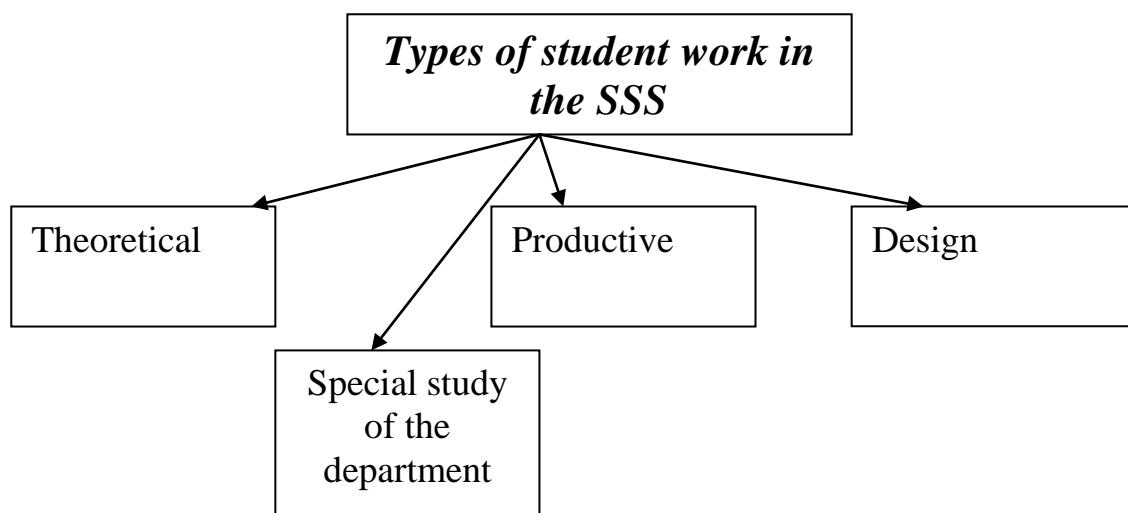 Types of student work in
the SSS
Theoretical
Productive
Design
Special study
of the
department